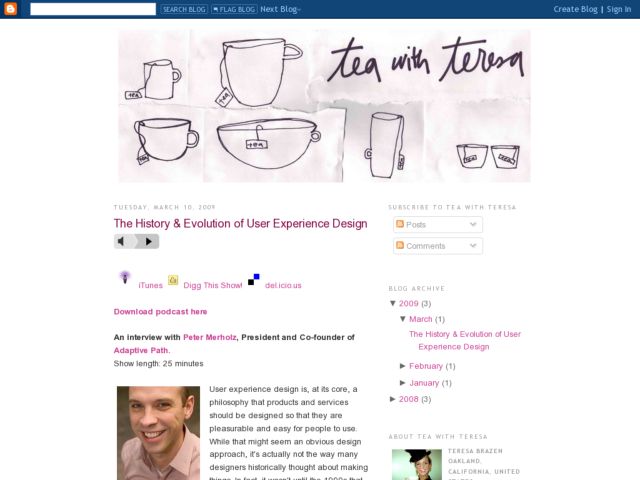 SEARCH BLOG FLAG BLOG Next Blog» Create Blog | Sign In
tea with teresa
tea
tea
tea
tea
tea
tea
tea
TUESDAY, MARCH 10, 2009
The History & Evolution of User Experience Design
iTunes Digg This Show! del.icio.us
Download podcast here
An interview with Peter Merholz, President and Co-founder of
Adaptive Path.
Show length: 25 minutes
User experience design is, at its core, a
philosophy that products and services
should be designed so that they are
pleasurable and easy for people to use.
While that might seem an obvious design
approach, it's actually not the way many
designers historically thought about making
things. In fact, it wasn't until the 1990s that
SUBSCRIBE TO TEA WITH TERESA
Posts
Comments
BLOG ARCHIVE
▼ 2009 (3)
▼ March (1)
The History & Evolution of User
Experience Design
► February (1)
► January (1)
► 2008 (3)
ABOUT TEA WITH TERESA
TERESA BRAZEN
OAKLAND,
CALIFORNIA, UNITED
STATES